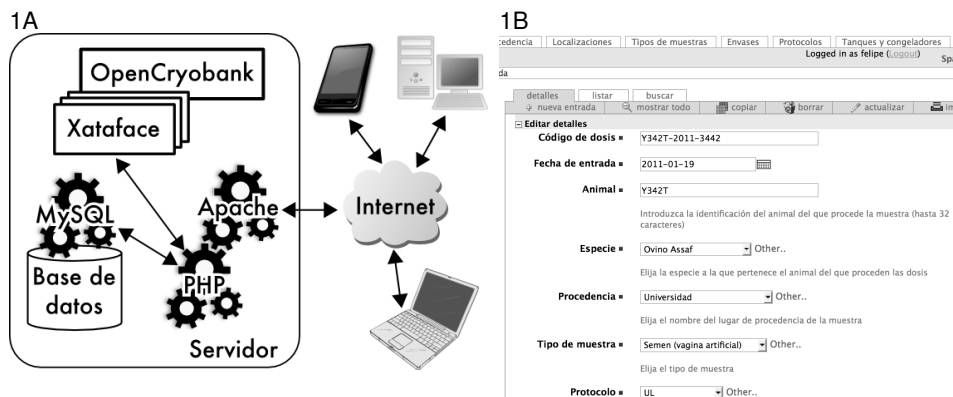 1A
OpenCryobank
Xataface
MySQL
Apache
Base de
datos
PHP
Servidor
Internet
1B
cedencia Localizaciones Tipos de muestras Envases Protocolos Tanques y congeladores
Logged in as felipe (Logout) Spa
da
detalles listar buscar
nueva entrada mostrar todo copiar borrar actualizar im
Editar detalles
Código de dosis Y342T-2011-3442
Fecha de entrada 2011-01-19
Animal Y342T
Introduzca la identificación del animal del que procede la muestra (hasta 32
caracteres)
Especie Ovino Assaf Other..
Elija la especie a la que pertenece el animal del que proceden las dosis
Procedencia Universidad Other..
Elija el nombre del lugar de procedencia de la muestra
Tipo de muestra Semen (vagina artificial) Other..
Elija el tipo de muestra
Protocolo UL Other..